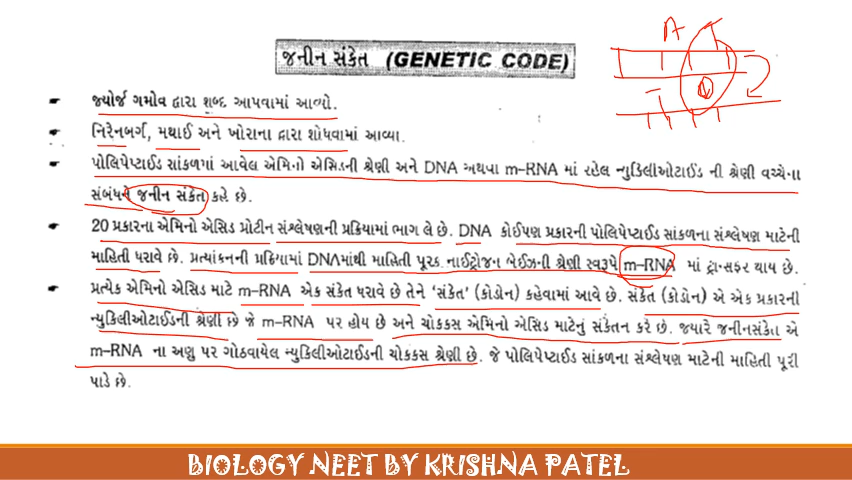 જનીન સંકેત (GENETIC CODE)
A T
જ્યોર્જ ગમોવ દ્વારા શબ્દ આપવામાં આવ્યો.
T
નિરેનબર્ગ, મથાઈ અને ખોરાના દ્વારા શોધવામાં આવ્યા.
પોલિપેપ્ટાઈડ સાંકળમાં આવેલ એમિનો એસિડની શ્રેણી અને DNA અથવા m-RNA માં રહેલ ન્યુક્લિઓટાઈડ ની શ્રેણી વચ્ચેના
સંબંધને જનીન સંકેત કહે છે.
20 પ્રકારના એમિનો એસિડ પ્રોટીન સંશ્લેષણની પ્રક્રિયામાં ભાગ લે છે. DNA કોઈપણ પ્રકારની પોલિપેપ્ટાઈડ સાંકળના સંશ્લેષણ માટેની
માહિતી ધરાવે છે. પ્રત્યાંકનની પ્રક્રિયામાં DNAમાંથી માહિતી પૂરક નાઈટ્રોજન બેઈઝની શ્રેણી સ્વરૂપે m-RNA માં ટ્રાન્સફર થાય છે.
પ્રત્યેક એમિનો એસિડ માટે m-RNA એક સંકેત ધરાવે છે તેને 'સંકેત' (કોડોન) કહેવામાં આવે છે. સંકેત (કોડોન) એ એક પ્રકારની
ન્યુકિલીઓટાઈડની શ્રેણી છે જે m-RNA પર હોય છે અને ચોક્કસ એમિનો એસિડ માટેનું સંકેતન કરે છે. જ્યારે જનીનસંકેત એ
m-RNA ના અણુ પર ગોઠવાયેલ ન્યુકિલીઓટાઈડની ચોક્કસ શ્રેણી છે. જે પોલિપેપ્ટાઈડ સાંકળના સંશ્લેષણ માટેની માહિતી પૂરી
પાડે છે.
BIOLOGY NEET BY KRISHNA PATEL